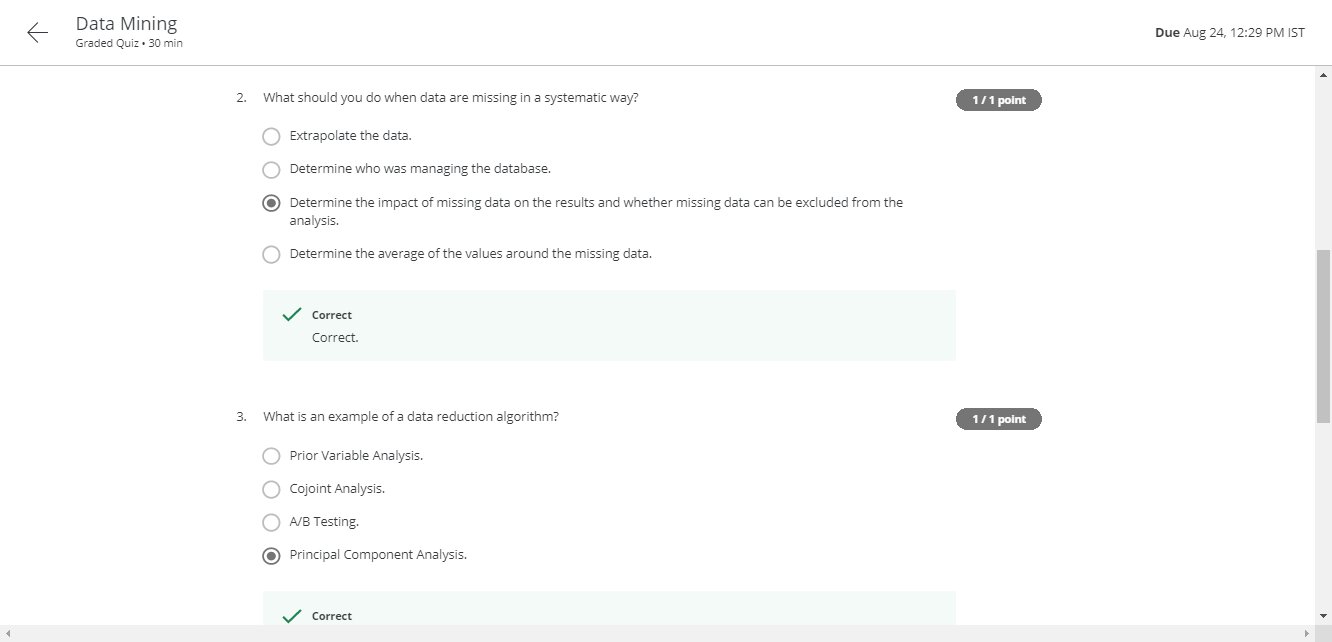 Data Mining
Graded Quiz • 30 min
Due Aug 24, 12:29 PM IST
2. What should you do when data are missing in a systematic way?
1 / 1 point
Extrapolate the data.
Determine who was managing the database.
Determine the impact of missing data on the results and whether missing data can be excluded from the
analysis.
Determine the average of the values around the missing data.
Correct
Correct.
3. What is an example of a data reduction algorithm?
1 / 1 point
Prior Variable Analysis.
Cojoint Analysis.
A/B Testing.
Principal Component Analysis.
Correct